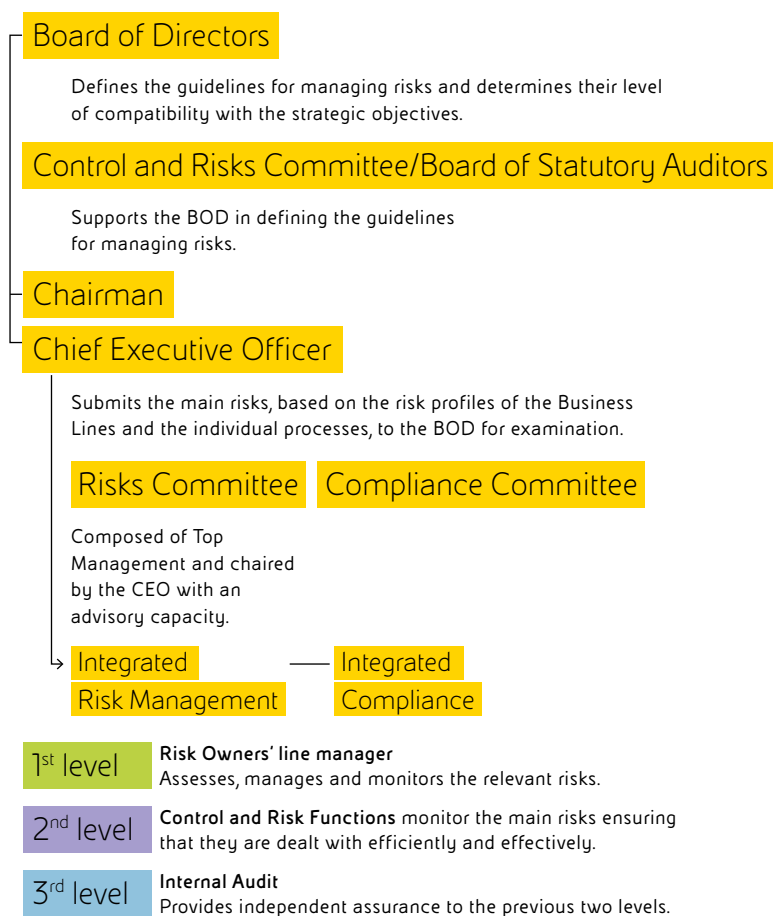 Board of Directors
Defines the guidelines for managing risks and determines their level
of compatibility with the strategic objectives.
Control and Risks Committee/Board of Statutory Auditors
Supports the BOD in defining the guidelines
for managing risks.
Chairman
Chief Executive Officer
Submits the main risks, based on the risk profiles of the Business
Lines and the individual processes, to the BOD for examination.
Risks Committee
Compliance Committee
Composed of Top
Management and chaired
by the CEO with an
advisory capacity.
Integrated
Risk Management
Integrated
Compliance
1st level
Risk Owners' line manager
Assesses, manages and monitors the relevant risks.
2nd level
Control and Risk Functions monitor the main risks ensuring
that they are dealt with efficiently and effectively.
3rd level
Internal Audit
Provides independent assurance to the previous two levels.